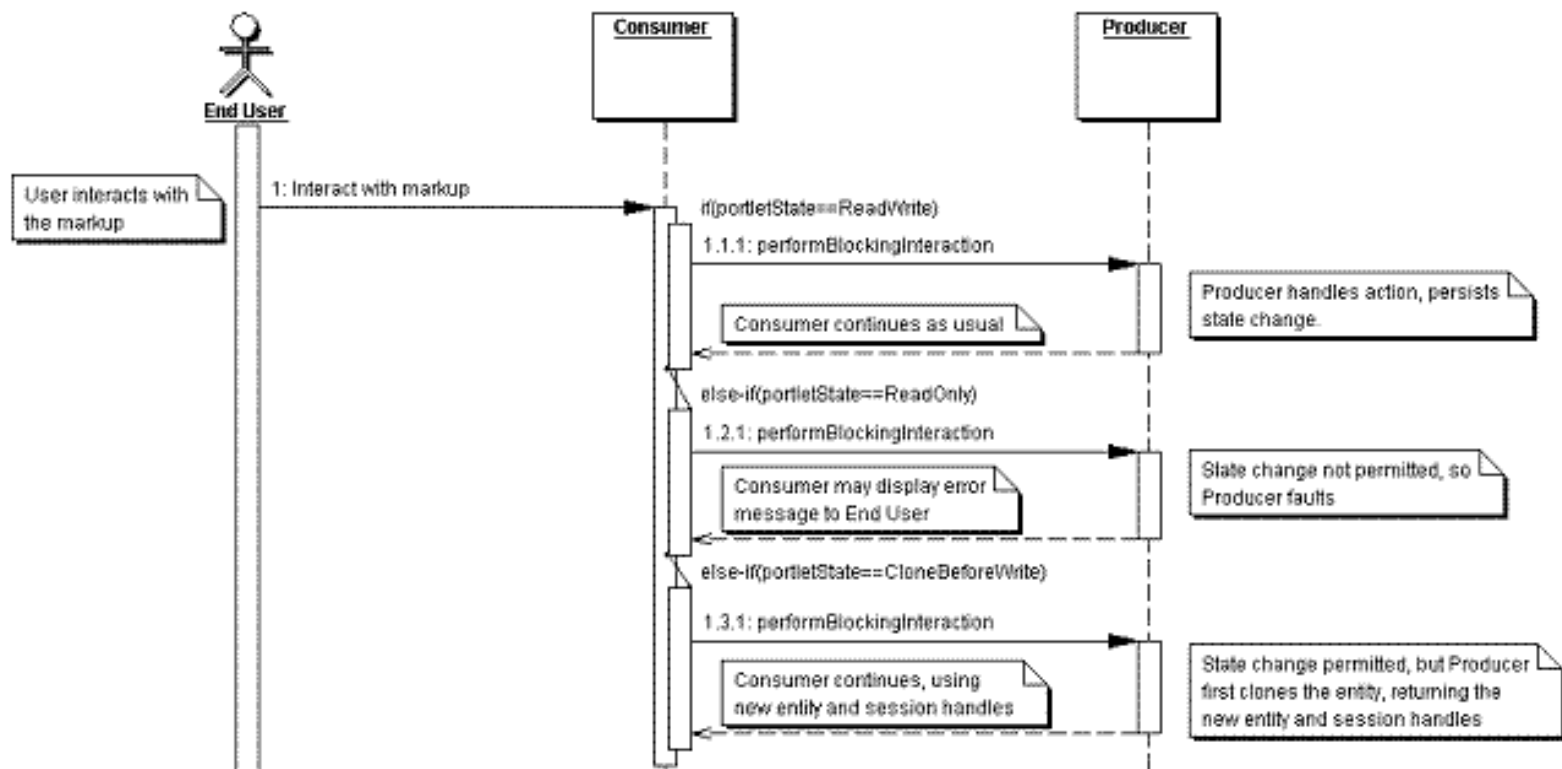 Consumer
Producer
End User
User interacts with
the markup
1: Interact with markup
if(portletState==ReadWrite)
1.1.1: performBlockingInteraction
Producer handles action, persists
state change.
Consumer continues as usual
else-if(portletState==ReadOnly)
1.2.1: performBlockingInteraction
State change not permitted, so
Producer faults
Consumer may display error
message to End User
else-if(portletState==CloneBeforeWrite)
1.3.1: performBlockingInteraction
State change permitted, but Producer
first clones the entity, returning the
new entity and session handles
Consumer continues, using
new entity and session handles